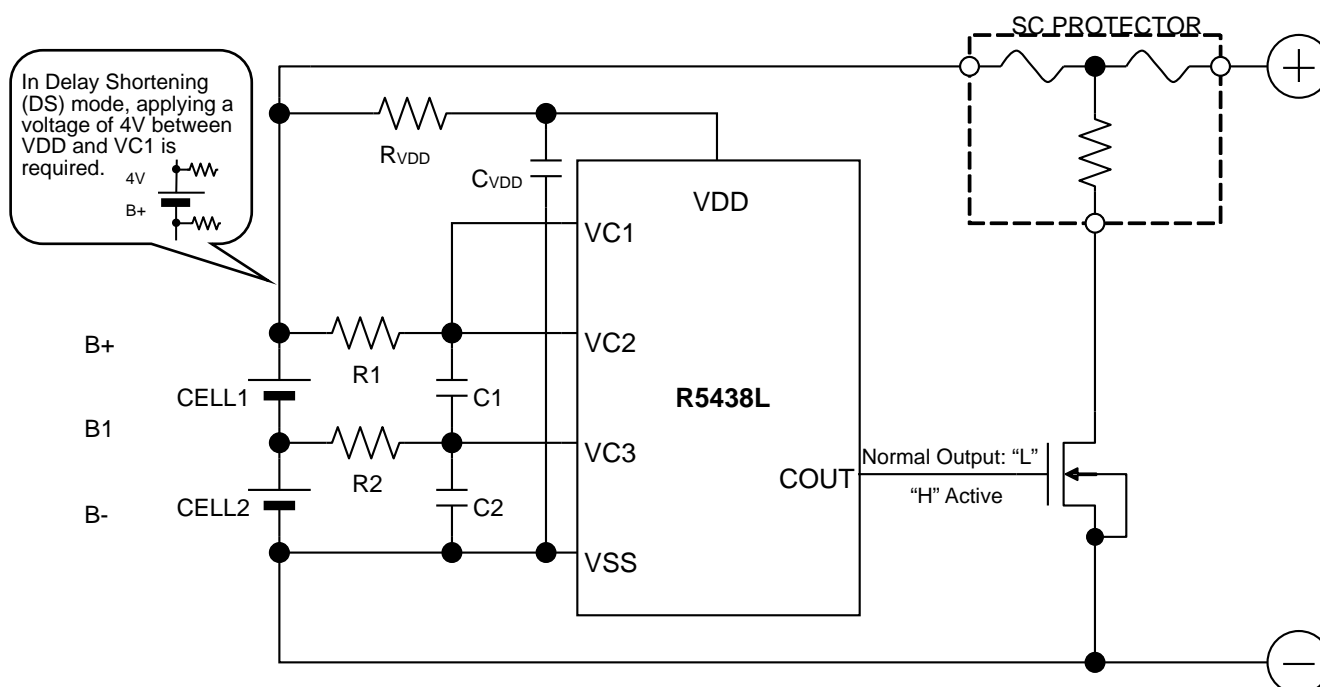 SC PROTECTOR
In Delay Shortening
(DS) mode, applying a
voltage of 4V between
VDD and VC1 is
required.
4V
B+
RVDD
CVDD
VDD
VC1
B+
R1
VC2
CELL1
C1
R5438L
B1
R2
VC3
COUT
Normal Output: “L”
“H” Active
B-
CELL2
C2
VSS
+
−